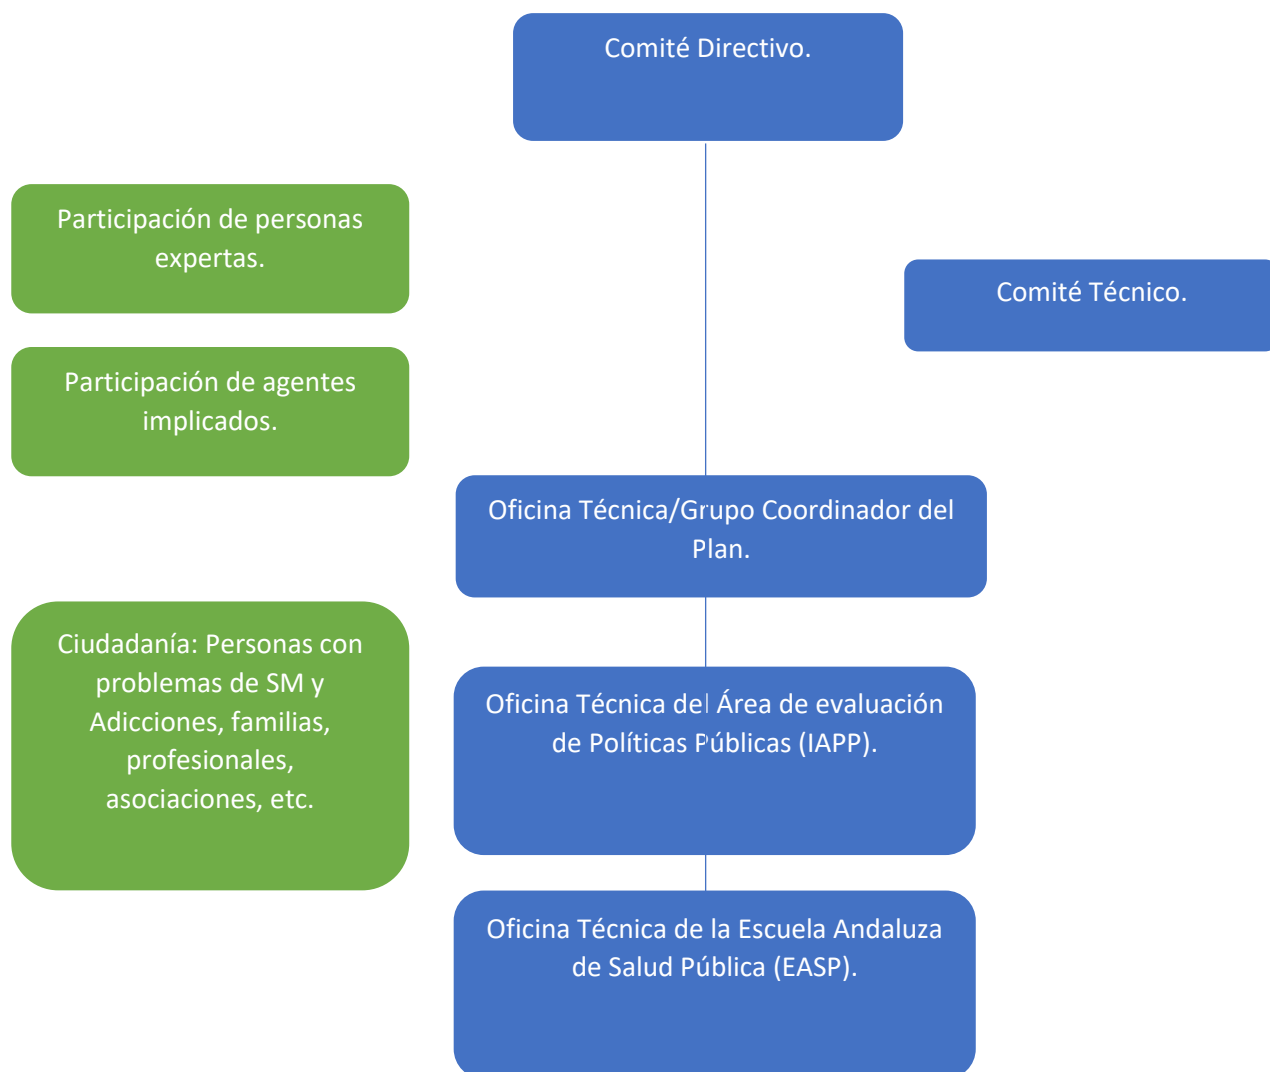 Comité Directivo.
Participación de personas
expertas.
Comité Técnico.
Participación de agentes
implicados.
Oficina Técnica/Grupo Coordinador del
Plan.
Ciudadanía: Personas con
problemas de SM y
Adicciones, familias,
profesionales,
asociaciones, etc.
Oficina Técnica del Área de evaluación
de Políticas Públicas (IAPP).
Oficina Técnica de la Escuela Andaluza
de Salud Pública (EASP).